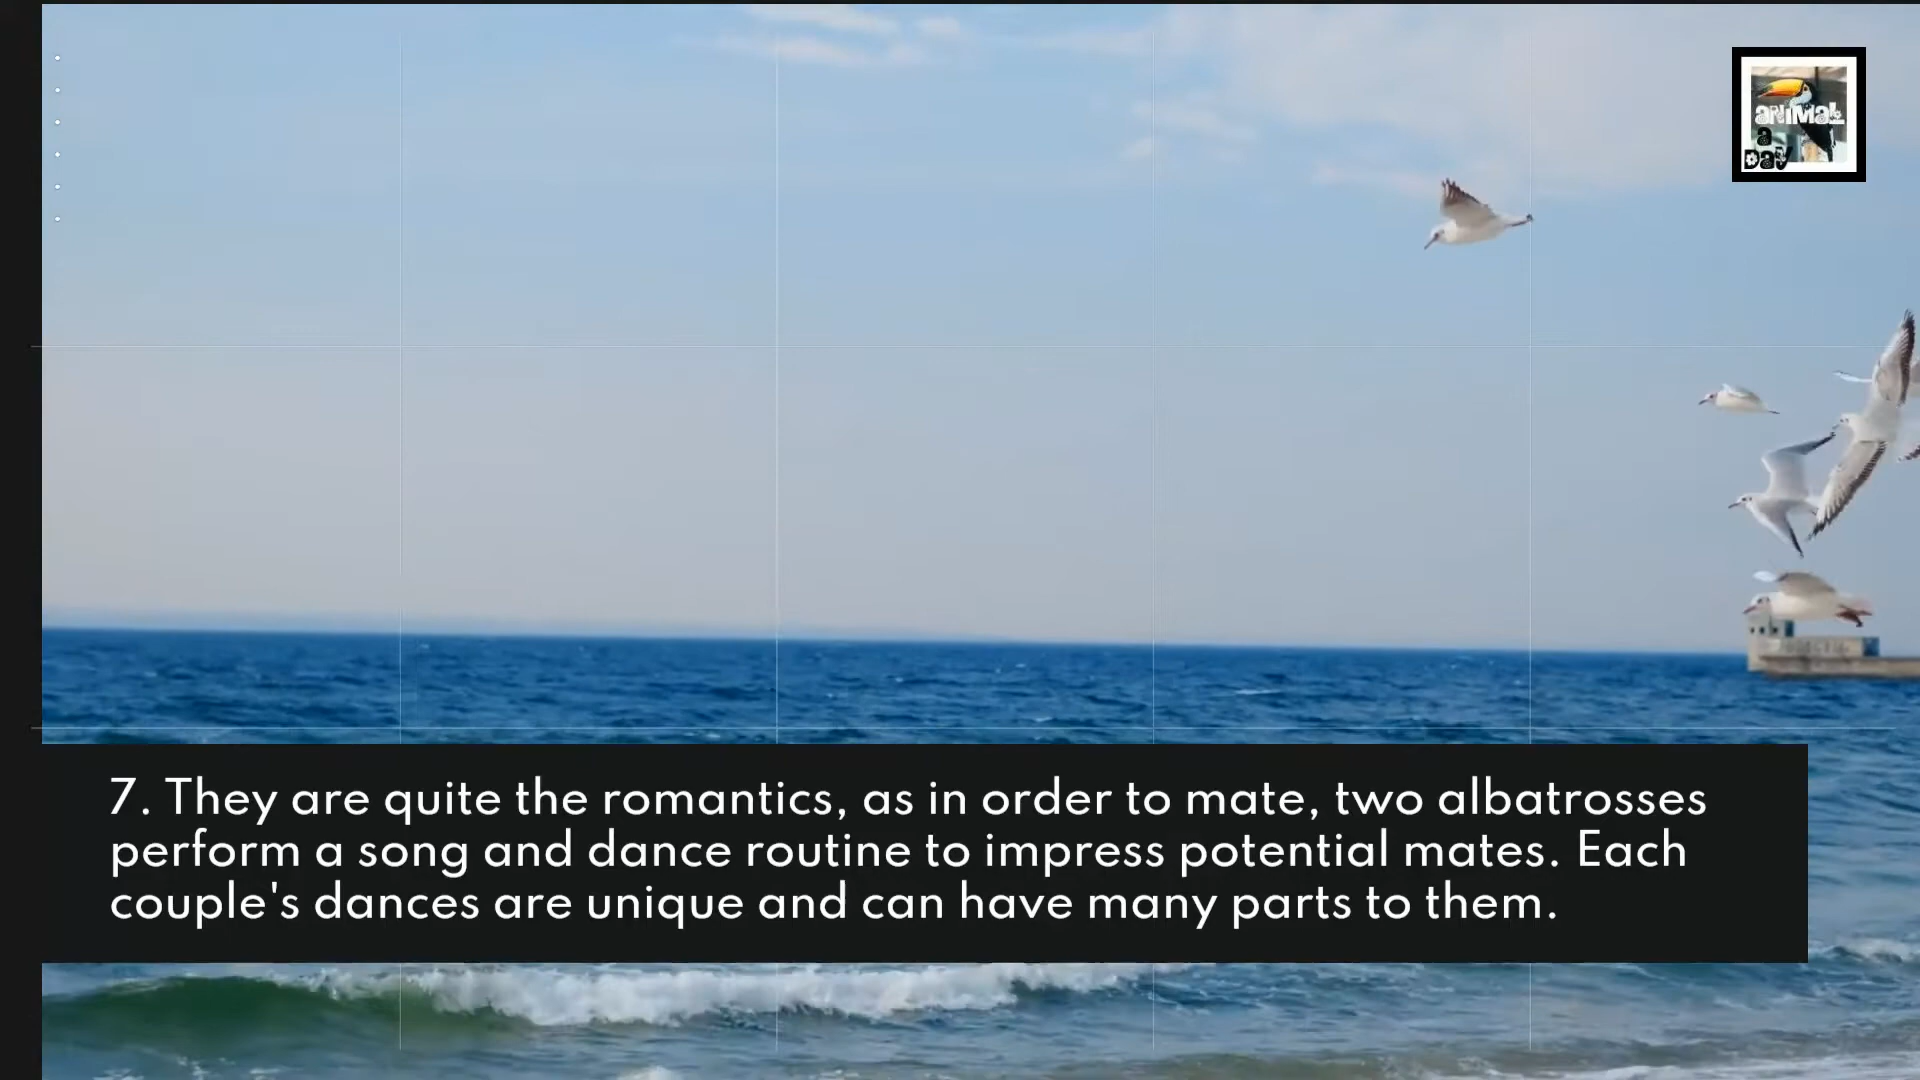 aNiMaL
a
Day
7. They are quite the romantics, as in order to mate, two albatrosses
perform a song and dance routine to impress potential mates. Each
couple's dances are unique and can have many parts to them.